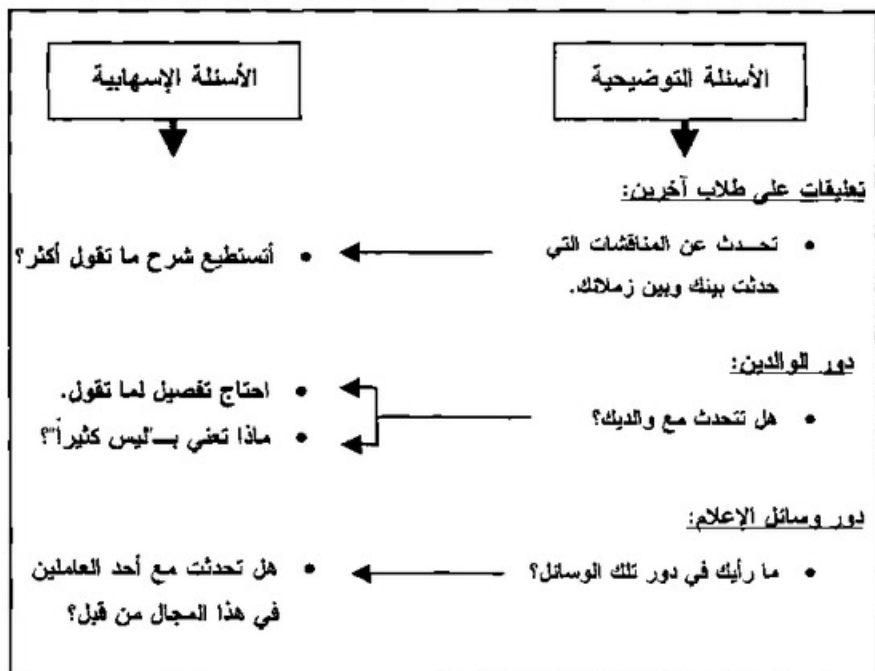 الأسئلة التوضيحية
الأسئلة الإسهابية
تعليقات على طلاب آخرين:
• تحدث عن المناقشات التي
حدثت بينك وبين زملائك.
• أتستطيع شرح ما تقول أكثر؟
دور الوالدين:
• هل تتحدث مع والديك؟
• احتاج تفصيل لما تقول.
• ماذا تعني بـ"ليس كثيراً"؟
دور وسائل الإعلام:
• ما رأيك في دور تلك الوسائل؟
• هل تحدثت مع أحد العاملين
في هذا المجال من قبل؟